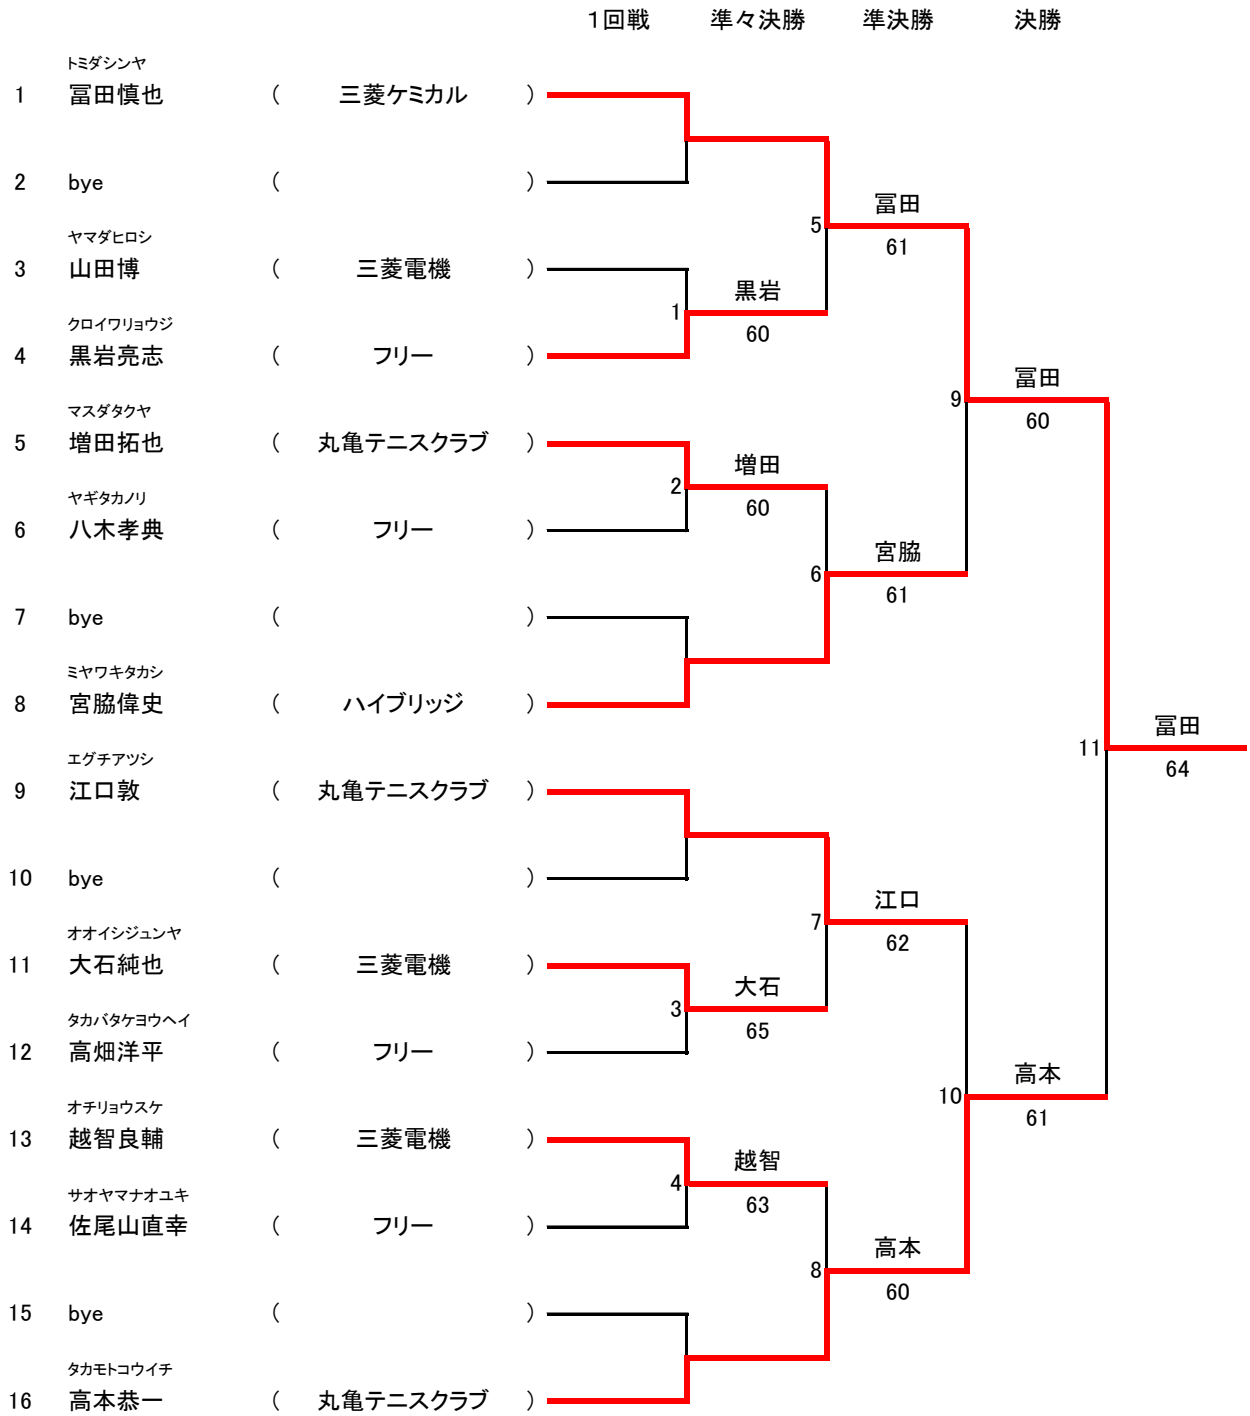 1回戦 準々決勝 準決勝 決勝
トミダシンヤ
1 冨田慎也 ( 三菱ケミカル )
2 bye ( )
冨田
5
61
ヤマダヒロシ
3 山田博 ( 三菱電機 )
黒岩
1
60
クロイワリョウジ
4 黒岩亮志 ( フリー )
冨田
9
60
マスダタクヤ
5 増田拓也 ( 丸亀テニスクラブ )
増田
2
60
ヤギタカノリ
6 八木孝典 ( フリー )
宮脇
6
61
7 bye ( )
ミヤワキタカシ
8 宮脇偉史 ( ハイブリッジ )
冨田
11
64
エグチアツシ
9 江口敦 ( 丸亀テニスクラブ )
10 bye ( )
江口
7
62
オオイシジュンヤ
11 大石純也 ( 三菱電機 )
大石
3
65
タカバタケヨウヘイ
12 高畑洋平 ( フリー )
高本
10
61
オチリョウスケ
13 越智良輔 ( 三菱電機 )
越智
4
63
サオヤマナオユキ
14 佐尾山直幸 ( フリー )
高本
8
60
15 bye ( )
タカモトコウイチ
16 高本恭一 ( 丸亀テニスクラブ )